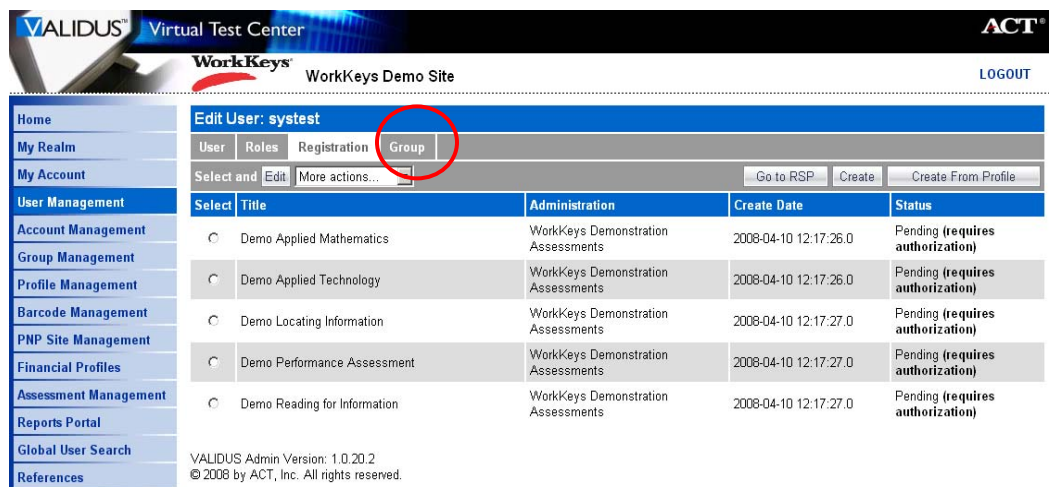 VALIDUS™ Virtual Test Center ACT®
WorkKeys® WorkKeys Demo Site LOGOUT
Home
My Realm
My Account
User Management
Account Management
Group Management
Profile Management
Barcode Management
PNP Site Management
Financial Profiles
Assessment Management
Reports Portal
Global User Search
References
Edit User: systest
User Roles Registration Group
Select and Edit More actions... Go to RSP Create Create From Profile
Select Title Administration Create Date Status
Demo Applied Mathematics WorkKeys Demonstration Assessments 2008-04-10 12:17:26.0 Pending (requires authorization)
Demo Applied Technology WorkKeys Demonstration Assessments 2008-04-10 12:17:26.0 Pending (requires authorization)
Demo Locating Information WorkKeys Demonstration Assessments 2008-04-10 12:17:27.0 Pending (requires authorization)
Demo Performance Assessment WorkKeys Demonstration Assessments 2008-04-10 12:17:27.0 Pending (requires authorization)
Demo Reading for Information WorkKeys Demonstration Assessments 2008-04-10 12:17:27.0 Pending (requires authorization)
VALIDUS Admin Version: 1.0.20.2
© 2008 by ACT, Inc. All rights reserved.